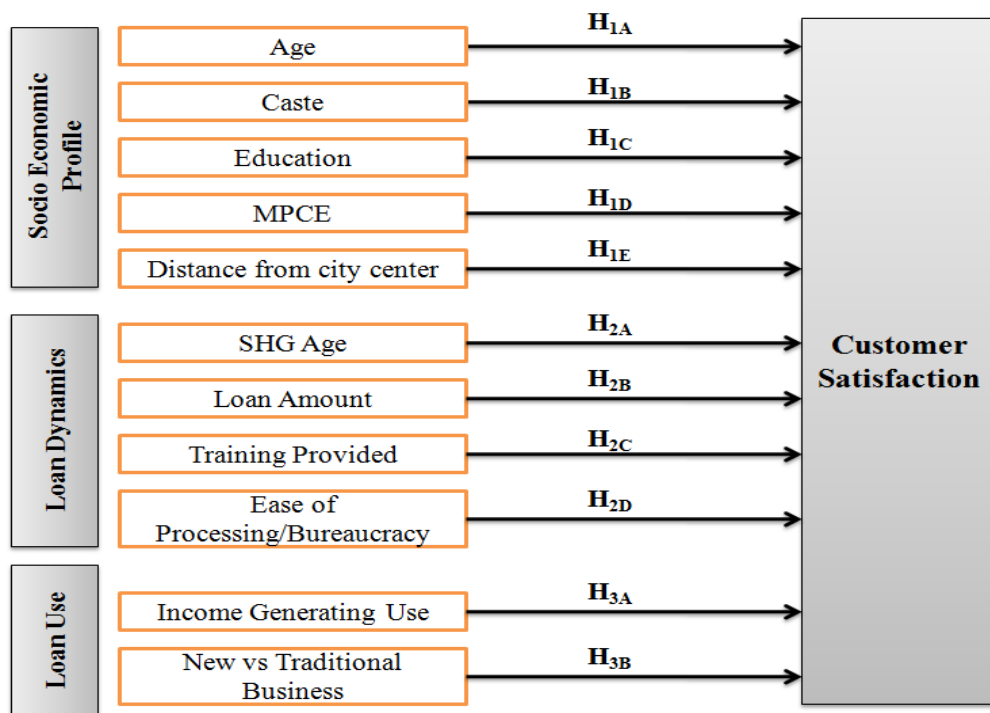 Socio Economic
Profile
Age
H1A
Caste
H1B
Education
H1C
MPCE
H1D
Distance from city center
H1E
Loan Dynamics
SHG Age
H2A
Loan Amount
H2B
Training Provided
H2C
Ease of
Processing/Bureaucracy
H2D
Loan Use
Income Generating Use
H3A
New vs Traditional
Business
H3B
Customer
Satisfaction